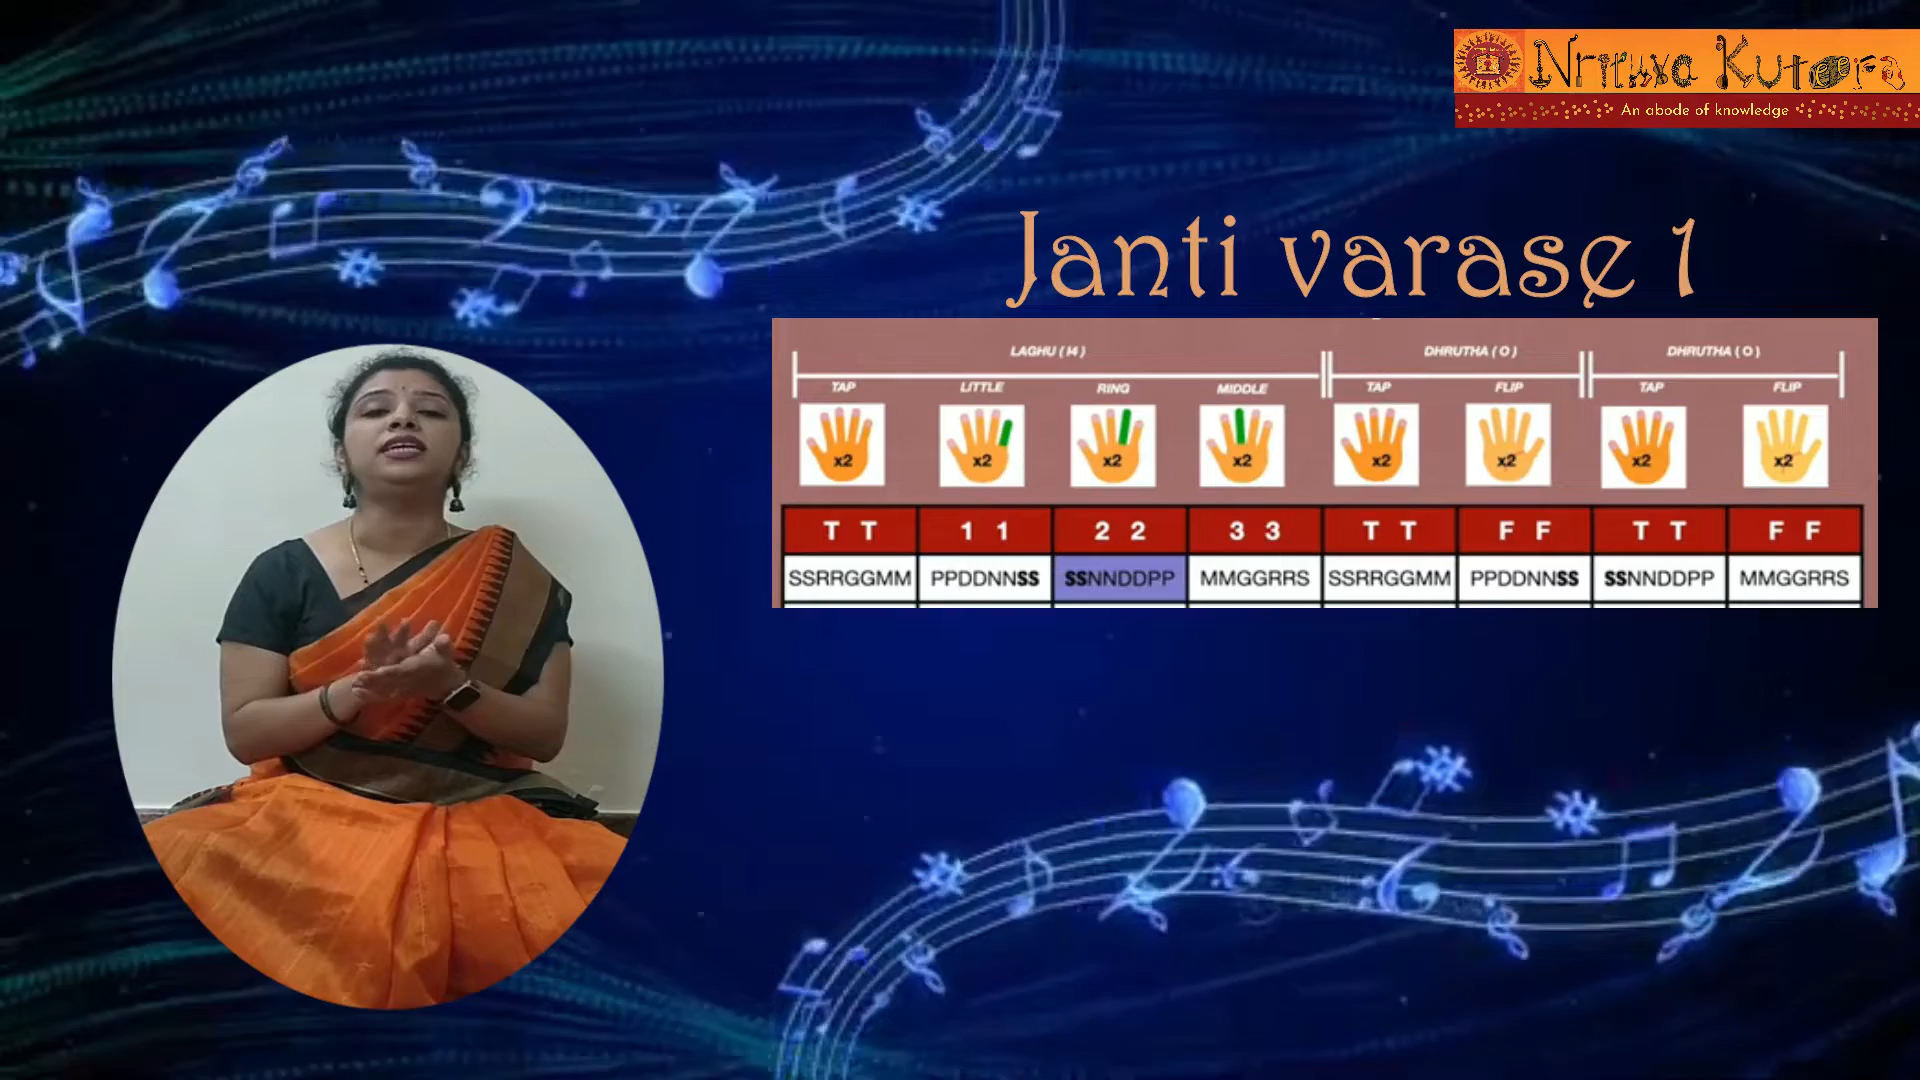 Nrithya Kuteera
An abode of knowledge
Janti varase 1
LAGHU ( I4 ) DHRUTHA ( O ) DHRUTHA ( O )
TAP LITTLE RING MIDDLE TAP FLIP TAP FLIP
x2 x2 x2 x2 x2 x2 x2 x2
T T 1 1 2 2 3 3 T T F F T T F F
SSRRGGMM PPDDNNSS SSNNDDPP MMGGRRS SSRRGGMM PPDDNNSS SSNNDDPP MMGGRRS